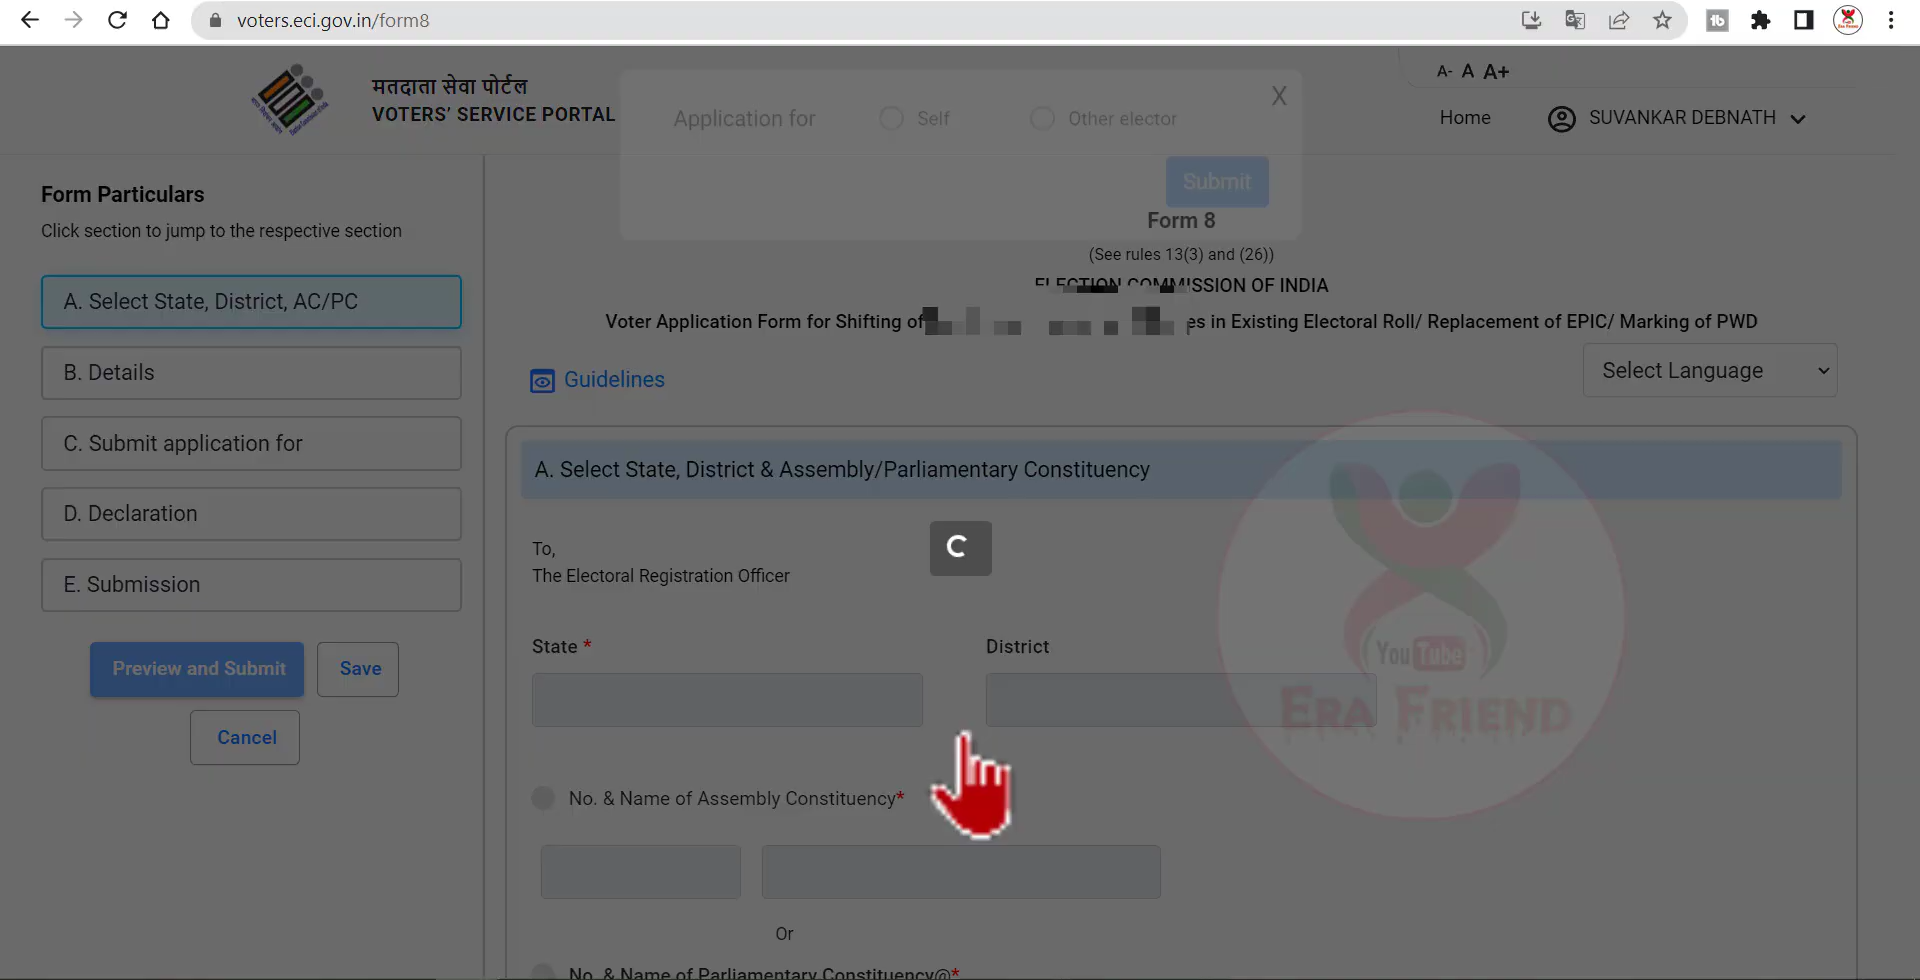 voters.eci.gov.in/form8
मतदाता सेवा पोर्टल
VOTERS' SERVICE PORTAL
Application for
Self
Other elector
X
Submit
A- A A+
Home
SUVANKAR DEBNATH
Form Particulars
Click section to jump to the respective section
A. Select State, District, AC/PC
B. Details
C. Submit application for
D. Declaration
E. Submission
Preview and Submit
Save
Cancel
Form 8
(See rules 13(3) and (26))
ELECTION COMMISSION OF INDIA
Voter Application Form for Shifting of es in Existing Electoral Roll/ Replacement of EPIC/ Marking of PWD
Guidelines
Select Language
A. Select State, District & Assembly/Parliamentary Constituency
To,
The Electoral Registration Officer
State *
District
No. & Name of Assembly Constituency*
Or
No. & Name of Parliamentary Constituency@*
YouTube
ERA FRIEND